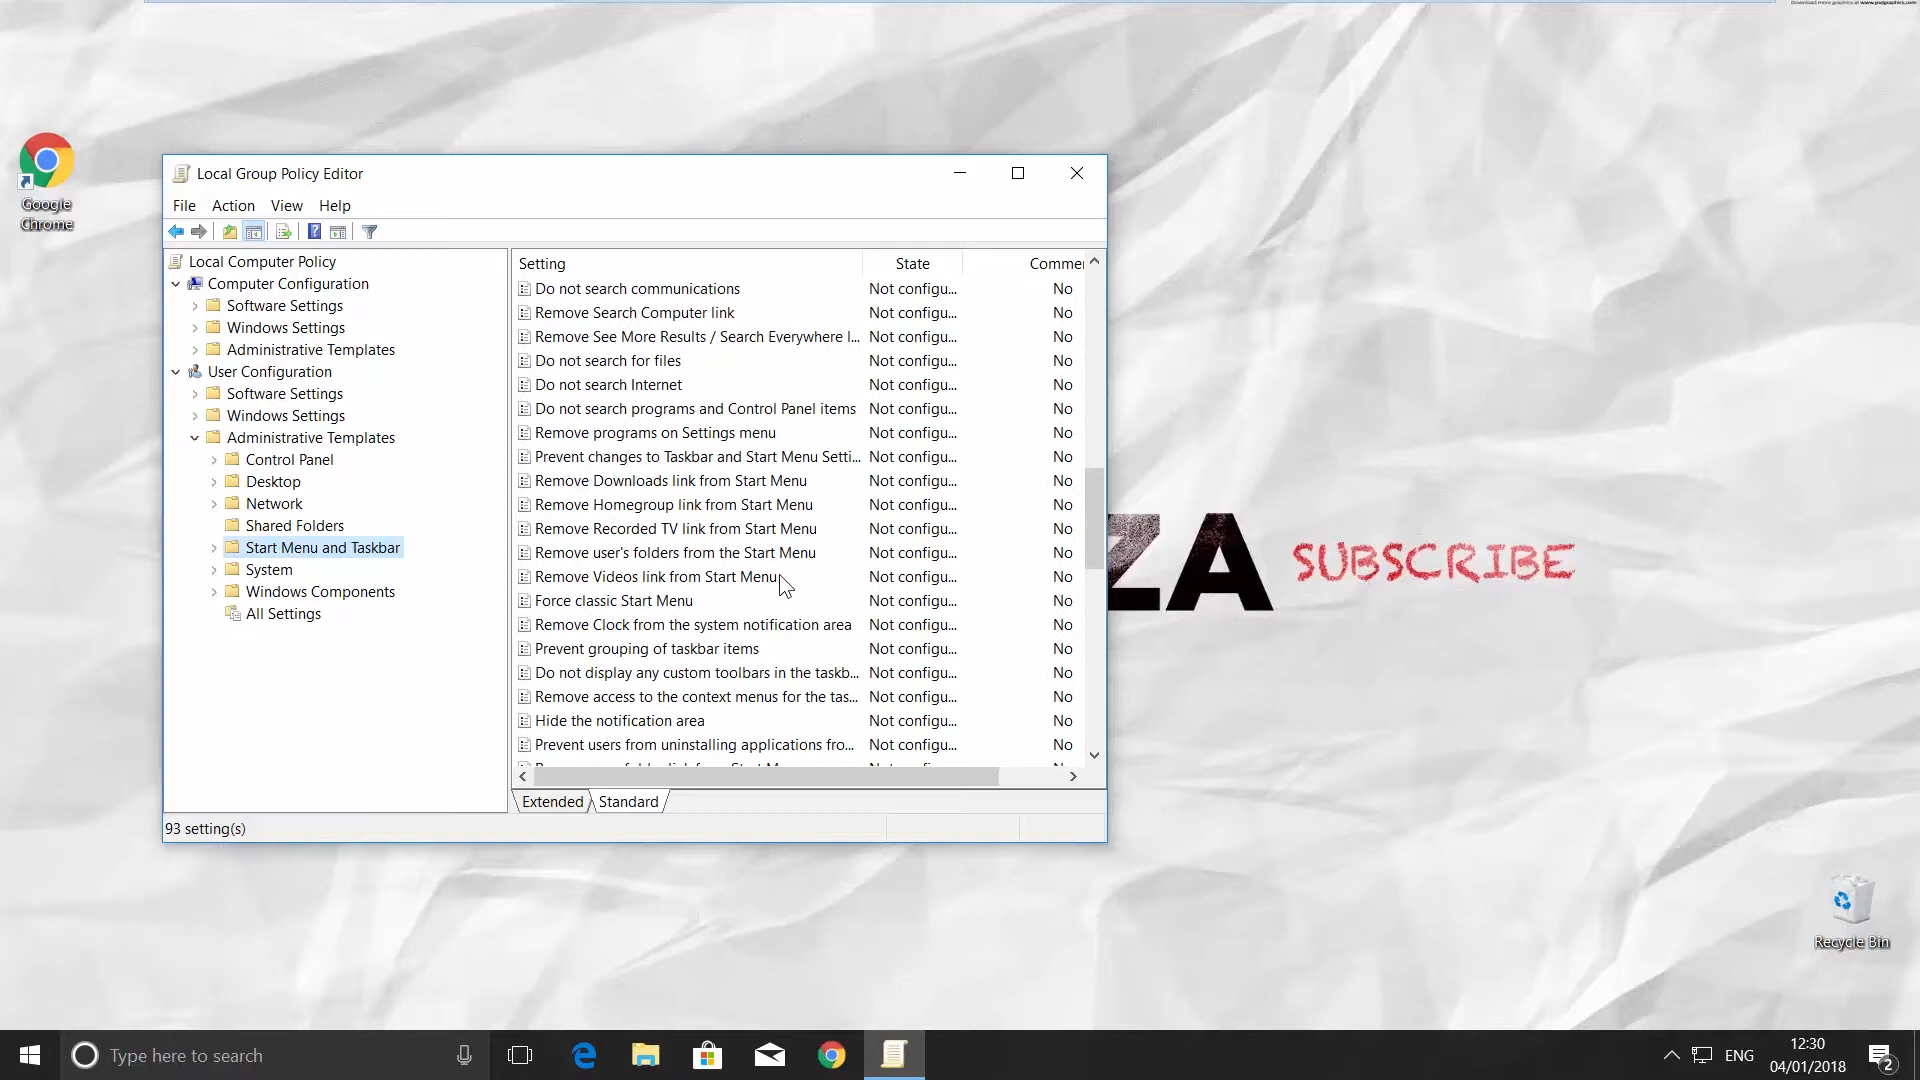 Download more graphics at www.psdgraphics.com
Google
Chrome
Local Group Policy Editor
File Action View Help
Local Computer Policy
Computer Configuration
Software Settings
Windows Settings
Administrative Templates
User Configuration
Software Settings
Windows Settings
Administrative Templates
Control Panel
Desktop
Network
Shared Folders
Start Menu and Taskbar
System
Windows Components
All Settings
Setting State Commer
Do not search communications Not configu... No
Remove Search Computer link Not configu... No
Remove See More Results / Search Everywhere l... Not configu... No
Do not search for files Not configu... No
Do not search Internet Not configu... No
Do not search programs and Control Panel items Not configu... No
Remove programs on Settings menu Not configu... No
Prevent changes to Taskbar and Start Menu Setti... Not configu... No
Remove Downloads link from Start Menu Not configu... No
Remove Homegroup link from Start Menu Not configu... No
Remove Recorded TV link from Start Menu Not configu... No
Remove user's folders from the Start Menu Not configu... No
Remove Videos link from Start Menu Not configu... No
Force classic Start Menu Not configu... No
Remove Clock from the system notification area Not configu... No
Prevent grouping of taskbar items Not configu... No
Do not display any custom toolbars in the taskb... Not configu... No
Remove access to the context menus for the tas... Not configu... No
Hide the notification area Not configu... No
Prevent users from uninstalling applications fro... Not configu... No
Extended Standard
93 setting(s)
ZA SUBSCRIBE
Recycle Bin
Type here to search
ENG
12:30
04/01/2018
2